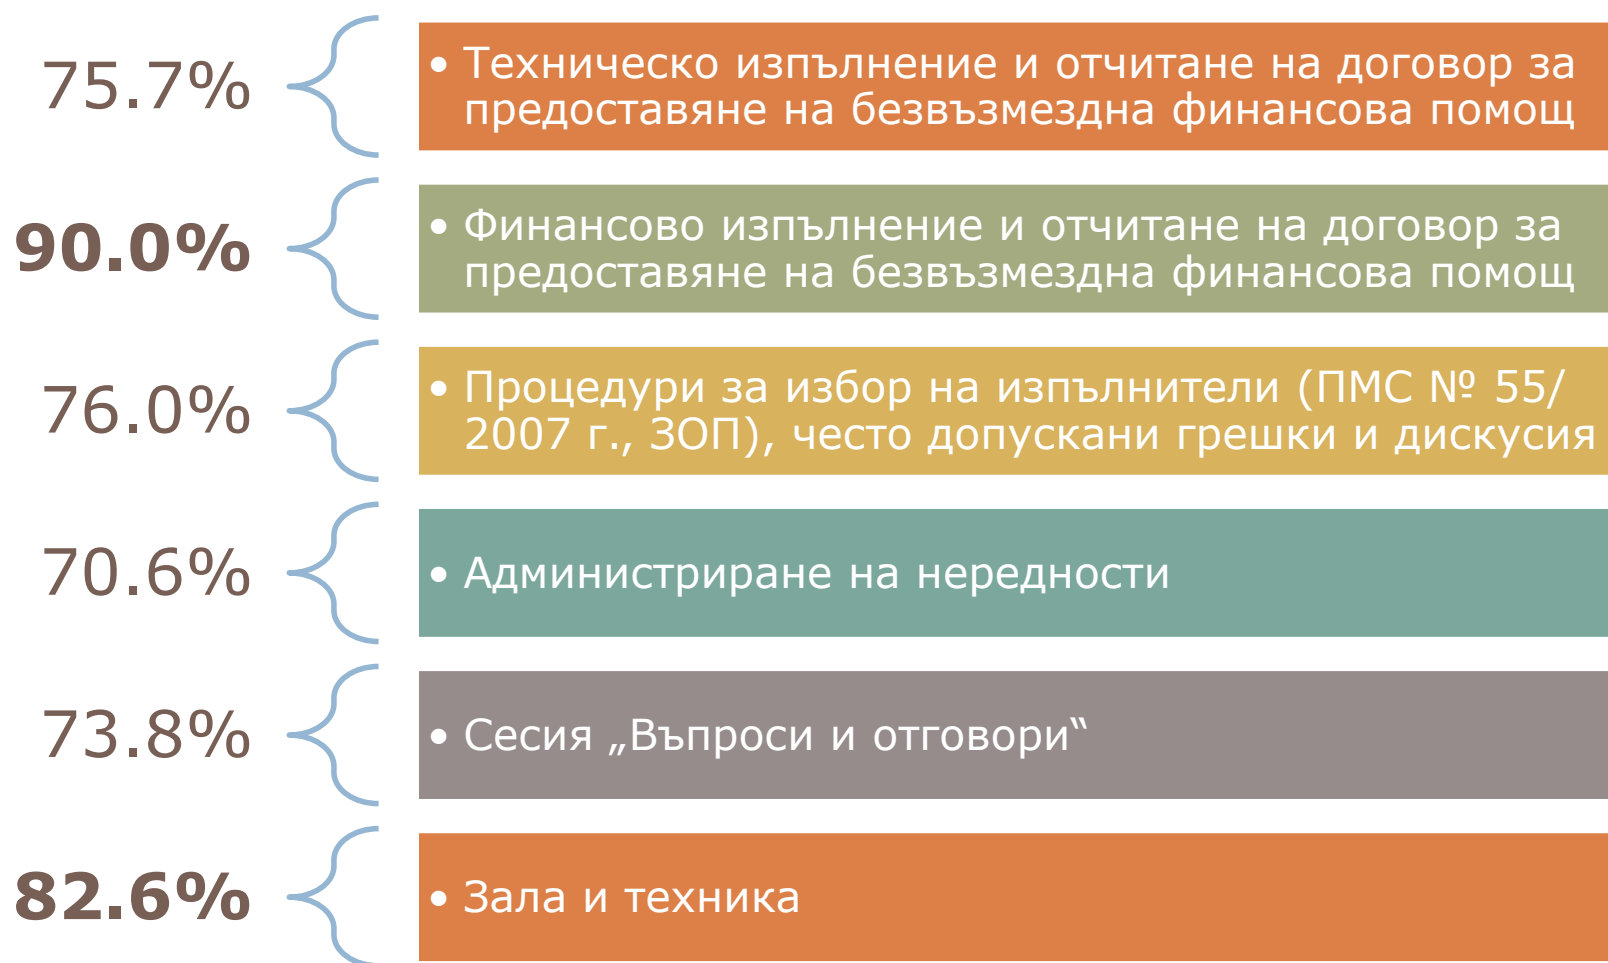 75.7%
• Техническо изпълнение и отчитане на договор за
предоставяне на безвъзмездна финансова помощ
90.0%
• Финансово изпълнение и отчитане на договор за
предоставяне на безвъзмездна финансова помощ
76.0%
• Процедури за избор на изпълнители (ПМС № 55/
2007 г., ЗОП), често допускани грешки и дискусия
70.6%
• Администриране на нередности
73.8%
• Сесия „Въпроси и отговори“
82.6%
• Зала и техника